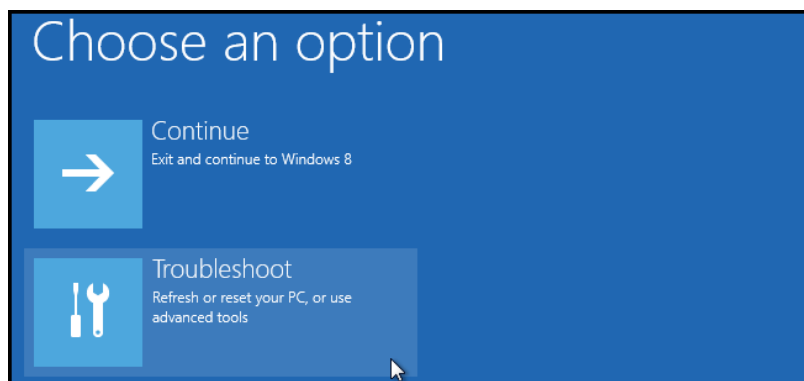 Choose an option
Continue
Exit and continue to Windows 8
Troubleshoot
Refresh or reset your PC, or use
advanced tools